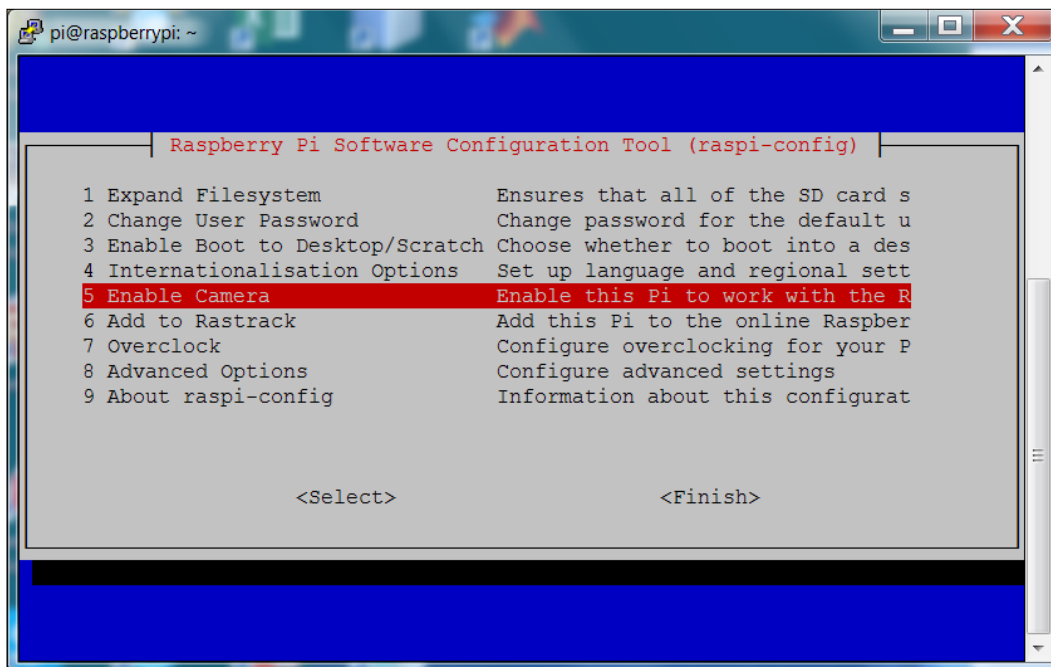 pi@raspberrypi: ~
Raspberry Pi Software Configuration Tool (raspi-config)
1 Expand Filesystem Ensures that all of the SD card s
2 Change User Password Change password for the default u
3 Enable Boot to Desktop/Scratch Choose whether to boot into a des
4 Internationalisation Options Set up language and regional sett
5 Enable Camera Enable this Pi to work with the R
6 Add to Rastrack Add this Pi to the online Raspber
7 Overclock Configure overclocking for your P
8 Advanced Options Configure advanced settings
9 About raspi-config Information about this configurat
<Select> <Finish>